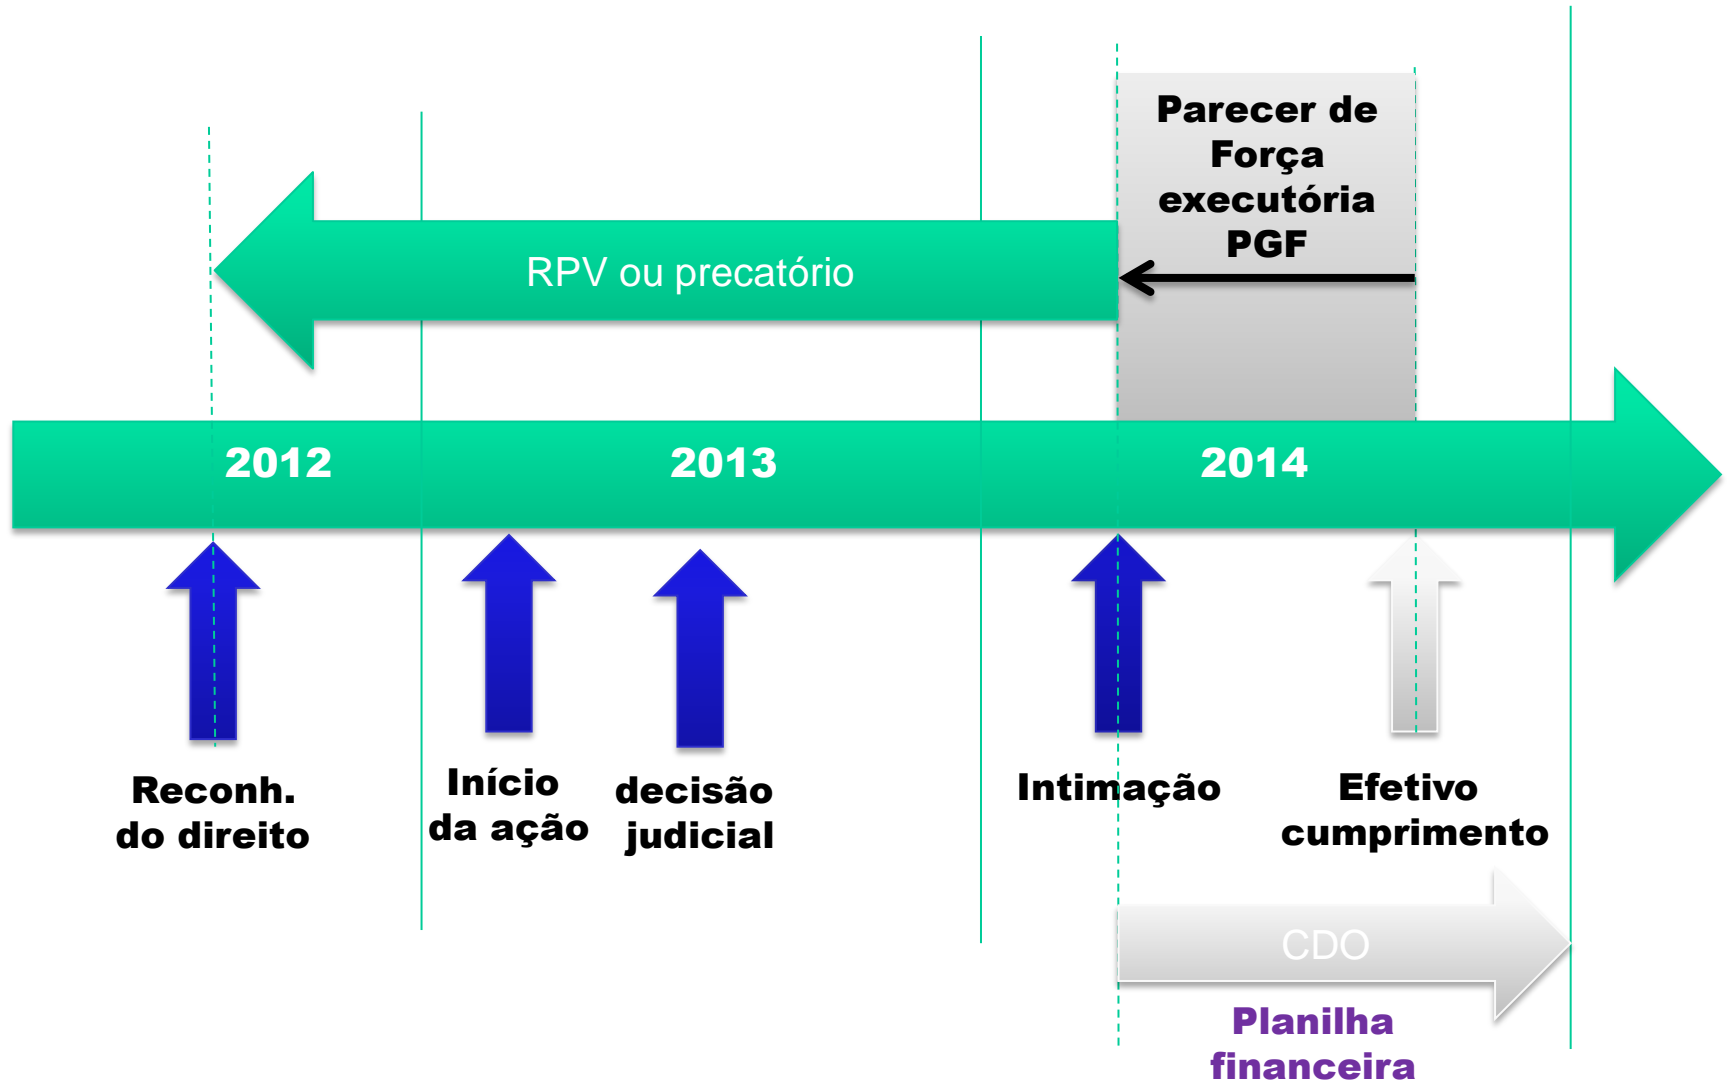 Parecer de
Força
executória
PGF
RPV ou precatório
2012
2013
2014
Reconh.
do direito
Início
da ação
decisão
judicial
Intimação
Efetivo
cumprimento
CDO
Planilha
financeira